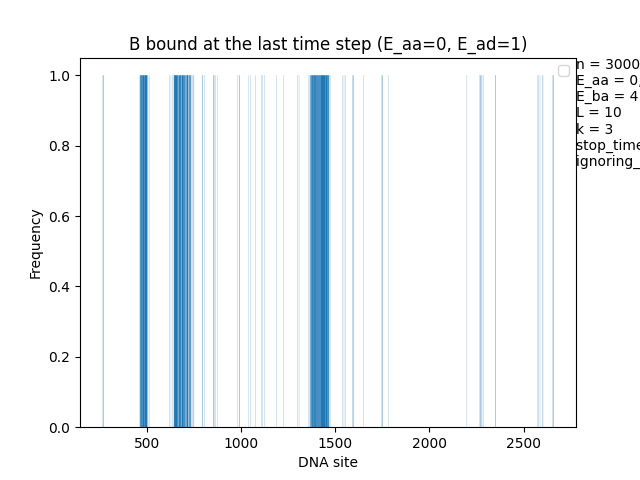 B bound at the last time step (E_aa=0, E_ad=1)
n = 3000
E_aa = 0,
E_ba = 4
L = 10
k = 3
stop_time
ignoring_
1.0
0.8
0.6
0.4
0.2
0.0
Frequency
500 1000 1500 2000 2500
DNA site